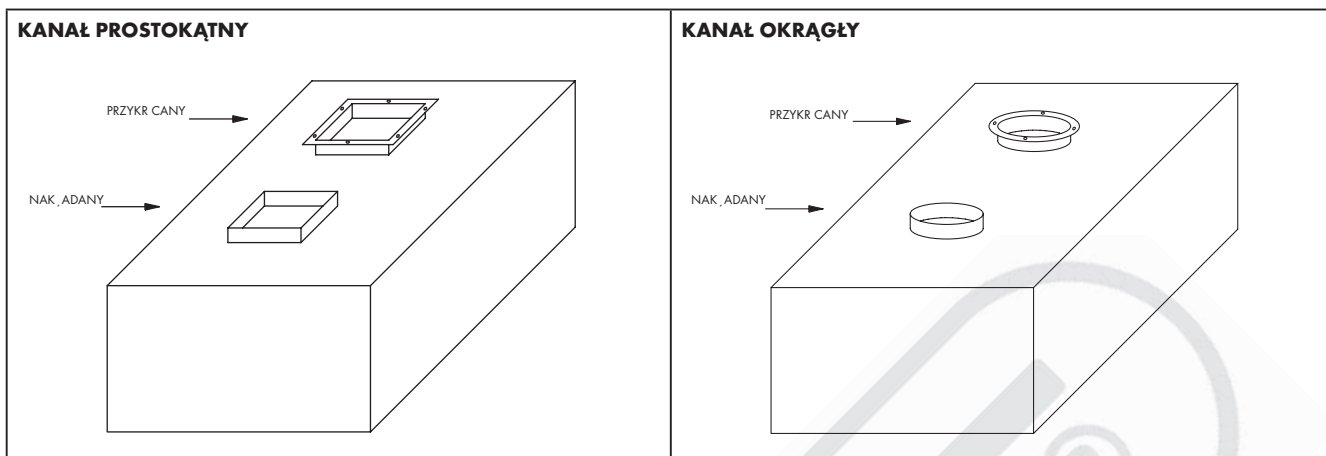 KANAŁ PROSTOKĄTNY
PRZYKR CANY
NAK ̧ADANY
KANAŁ OKRĄGŁY
PRZYKR CANY
NAK ̧ADANY